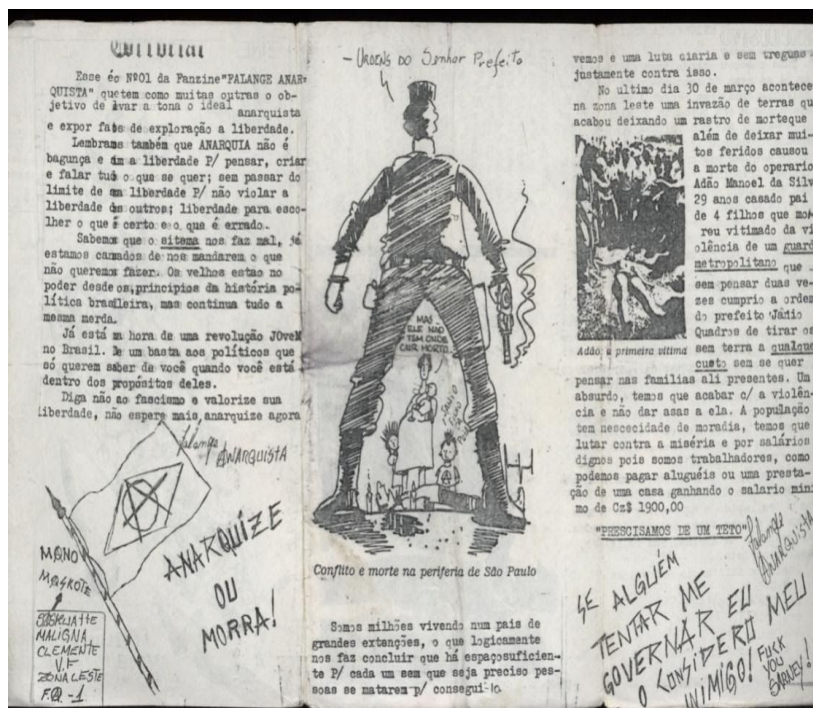 Editorial
Esse é o Nº01 da Fanzine "FALANGE ANAR-
QUISTA" quetem como muitas outras o ob-
jetivo de levar a tona o ideal
anarquista
e expor fatos de exploração a liberdade.
Lembrams também que ANARQUIA não é
bagunça e sim a liberdade P/ pensar, criar
e falar tudo o que se quer; sem passar do
limite de sua liberdade P/ não violar a
liberdade dos outros; liberdade para esco-
lher o que é certo e o que é errado.
Sabemos que o sitema nos faz mal, já
estamos cansados de nos mandarem o que
não queremos fazer. Os velhos estão no
poder desde os principios da história po-
lítica brasileira, mas continua tudo a
mesma merda.
Já está na hora de uma revolução JOveM
no Brasil. De um basta aos políticos que
só querem saber de você quando você está
dentro dos propósitos deles.
Diga não ao fascismo e valorize sua
liberdade, não espere mais, anarquize agora
Falange
ANARQUISTA
A
MONO
MASKOTE
ANARQUÍZE
OU
MORRA!
MALIGNA
CLEMENTE
V.F
ZONA LESTE
- URDENS DO Senhor Prefeito
MAS
ELE NÃO
TEM ONDE
CAIR MORTO...
A
Conflito e morte na periferia de São Paulo
Somos milhões vivendo num pais de
grandes extenções, o que logicamente
nos faz concluir que há espaçosuficien-
te P/ cada um sem que seja preciso pes-
soas se matarem p/ consegui-lo.
vemos e uma luta diaria e sem treguas
justamente contra isso.
No ultimo dia 30 de março acontece
na zona leste uma invazão de terras qu
acabou deixando um rastro de morteque
além de deixar mui-
tos feridos causou
a morte do operario
Adão Manoel da Silv
29 anos casado pai
de 4 filhos que mor
reu vitimado da vi
olência de um guard
metropolitano que
sem pensar duas ve-
zes cumprio a ordem
do prefeito Jânio
Quadros de tirar os
sem terra a qualque
custo sem se quer
Adão, a primeira vítima
pensar nas familias ali presentes. Um
absurdo, temos que acabar c/ a violên-
cia e não dar asas a ela. A população
tem nescecidade de moradia, temos que
lutar contra a miséria e por salários
dignos pois somos trabalhadores, como
podemos pagar aluguéis ou uma presta-
ção de uma casa ganhando o salario mini
mo de Cz$ 1900,00
"PRESCISAMOS DE UM TETO"
Falange
ANARQUISTA
SE ALGUÉM
TENTAR ME
GOVERNAR EU
O CONSIDERO MEU
INIMIGO!
FUCK
YOU
SARNEY!